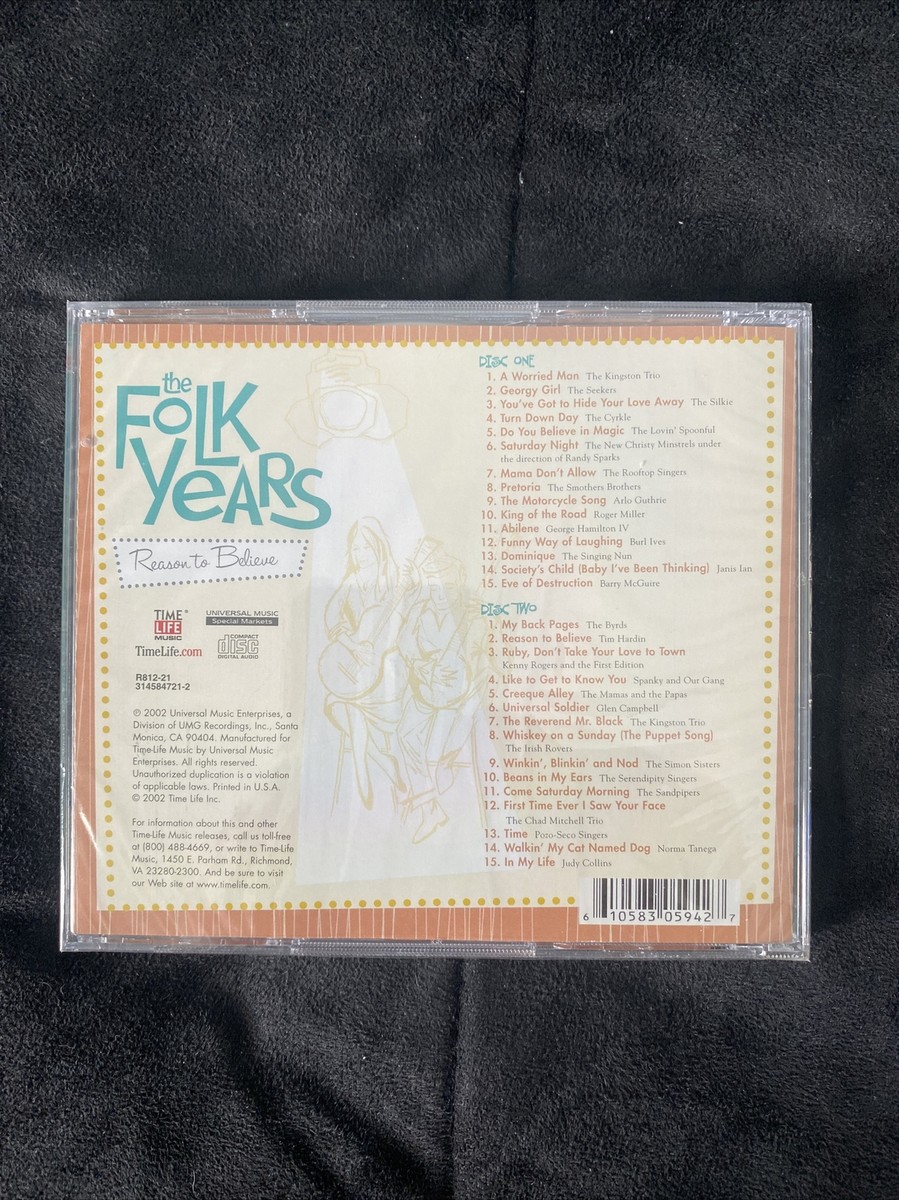 the
FOLK
YEARS
Reason to Believe
TIME
LIFE
MUSIC
TimeLife.com
UNIVERSAL MUSIC
Special Markets
COMPACT
disc
DIGITAL AUDIO
R812-21
314584721-2
℗ 2002 Universal Music Enterprises, a
Division of UMG Recordings, Inc., Santa
Monica, CA 90404. Manufactured for
Time-Life Music by Universal Music
Enterprises. All rights reserved.
Unauthorized duplication is a violation
of applicable laws. Printed in U.S.A.
© 2002 Time Life Inc.
For information about this and other
Time-Life Music releases, call us toll-free
at (800) 488-4669, or write to Time-Life
Music, 1450 E. Parham Rd., Richmond,
VA 23280-2300. And be sure to visit
our Web site at www.timelife.com.
DISC ONE
1. A Worried Man The Kingston Trio
2. Georgy Girl The Seekers
3. You've Got to Hide Your Love Away The Silkie
4. Turn Down Day The Cyrkle
5. Do You Believe in Magic The Lovin' Spoonful
6. Saturday Night The New Christy Minstrels under
the direction of Randy Sparks
7. Mama Don't Allow The Rooftop Singers
8. Pretoria The Smothers Brothers
9. The Motorcycle Song Arlo Guthrie
10. King of the Road Roger Miller
11. Abilene George Hamilton IV
12. Funny Way of Laughing Burl Ives
13. Dominique The Singing Nun
14. Society's Child (Baby I've Been Thinking) Janis Ian
15. Eve of Destruction Barry McGuire
DISC TWO
1. My Back Pages The Byrds
2. Reason to Believe Tim Hardin
3. Ruby, Don't Take Your Love to Town
Kenny Rogers and the First Edition
4. Like to Get to Know You Spanky and Our Gang
5. Creeque Alley The Mamas and the Papas
6. Universal Soldier Glen Campbell
7. The Reverend Mr. Black The Kingston Trio
8. Whiskey on a Sunday (The Puppet Song)
The Irish Rovers
9. Winkin', Blinkin' and Nod The Simon Sisters
10. Beans in My Ears The Serendipity Singers
11. Come Saturday Morning The Sandpipers
12. First Time Ever I Saw Your Face
The Chad Mitchell Trio
13. Time Pozo-Seco Singers
14. Walkin' My Cat Named Dog Norma Tanega
15. In My Life Judy Collins
6 10583 05942 7